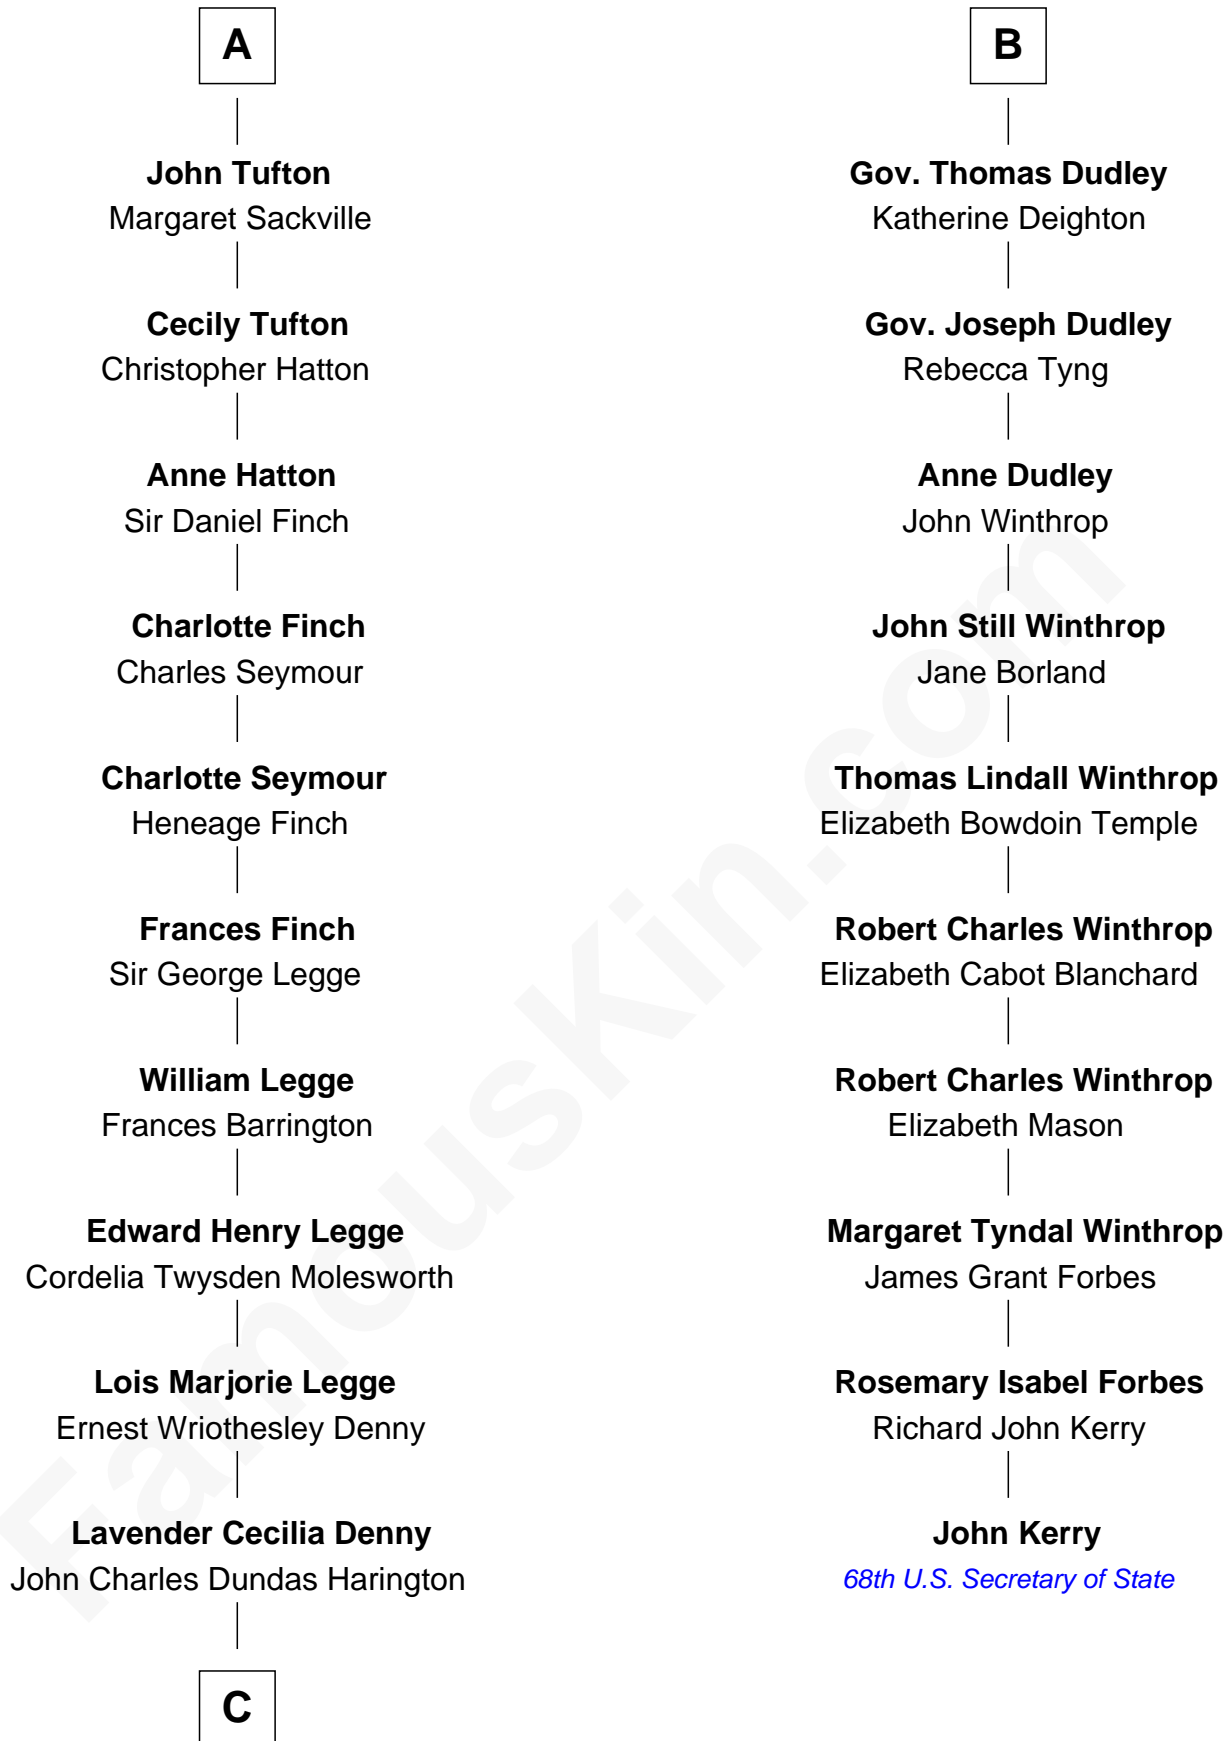 A
John Tufton
Margaret Sackville
Cecily Tufton
Christopher Hatton
Anne Hatton
Sir Daniel Finch
Charlotte Finch
Charles Seymour
Charlotte Seymour
Heneage Finch
Frances Finch
Sir George Legge
William Legge
Frances Barrington
Edward Henry Legge
Cordelia Twysden Molesworth
Lois Marjorie Legge
Ernest Wriothesley Denny
Lavender Cecilia Denny
John Charles Dundas Harington
C
B
Gov. Thomas Dudley
Katherine Deighton
Gov. Joseph Dudley
Rebecca Tyng
Anne Dudley
John Winthrop
John Still Winthrop
Jane Borland
Thomas Lindall Winthrop
Elizabeth Bowdoin Temple
Robert Charles Winthrop
Elizabeth Cabot Blanchard
Robert Charles Winthrop
Elizabeth Mason
Margaret Tyndal Winthrop
James Grant Forbes
Rosemary Isabel Forbes
Richard John Kerry
John Kerry
68th U.S. Secretary of State
FamousKin.com